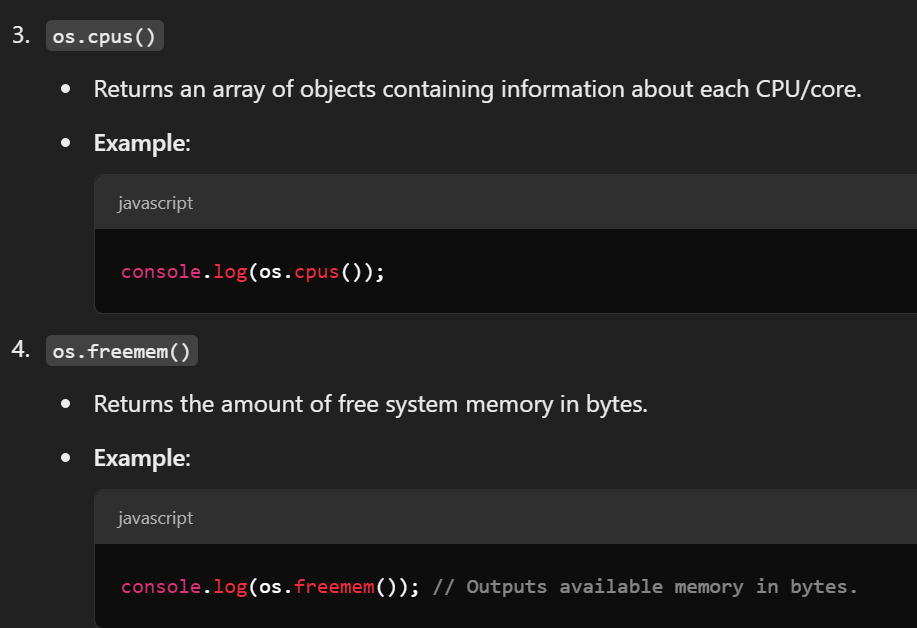 3. os.cpus()
• Returns an array of objects containing information about each CPU/core.
• Example:
javascript
console.log(os.cpus());
4. os.freemem()
• Returns the amount of free system memory in bytes.
• Example:
javascript
console.log(os.freemem()); // Outputs available memory in bytes.